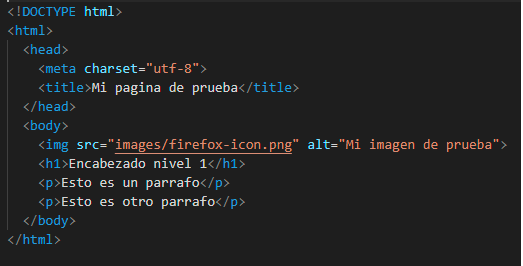 <!DOCTYPE html>
<html>
  <head>
    <meta charset="utf-8">
    <title>Mi pagina de prueba</title>
  </head>
  <body>
    <img src="images/firefox-icon.png" alt="Mi imagen de prueba">
    <h1>Encabezado nivel 1</h1>
    <p>Esto es un parrafo</p>
    <p>Esto es otro parrafo</p>
  </body>
</html>